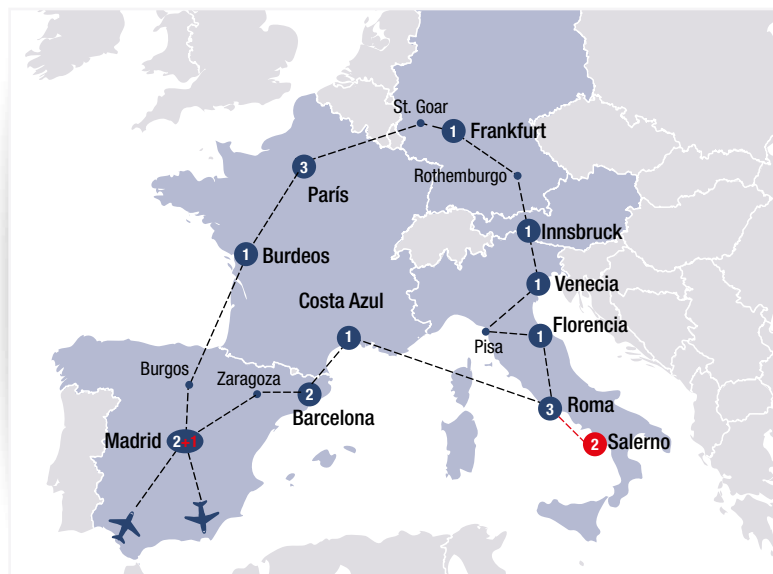 St. Goar
1 Frankfurt
3
París
Rothemburgo
1 Innsbruck
1 Burdeos
1 Venecia
Costa Azul
1
Florencia
1
Pisa
Burgos
Zaragoza
2
Barcelona
3 Roma
Madrid 2+1
2 Salerno